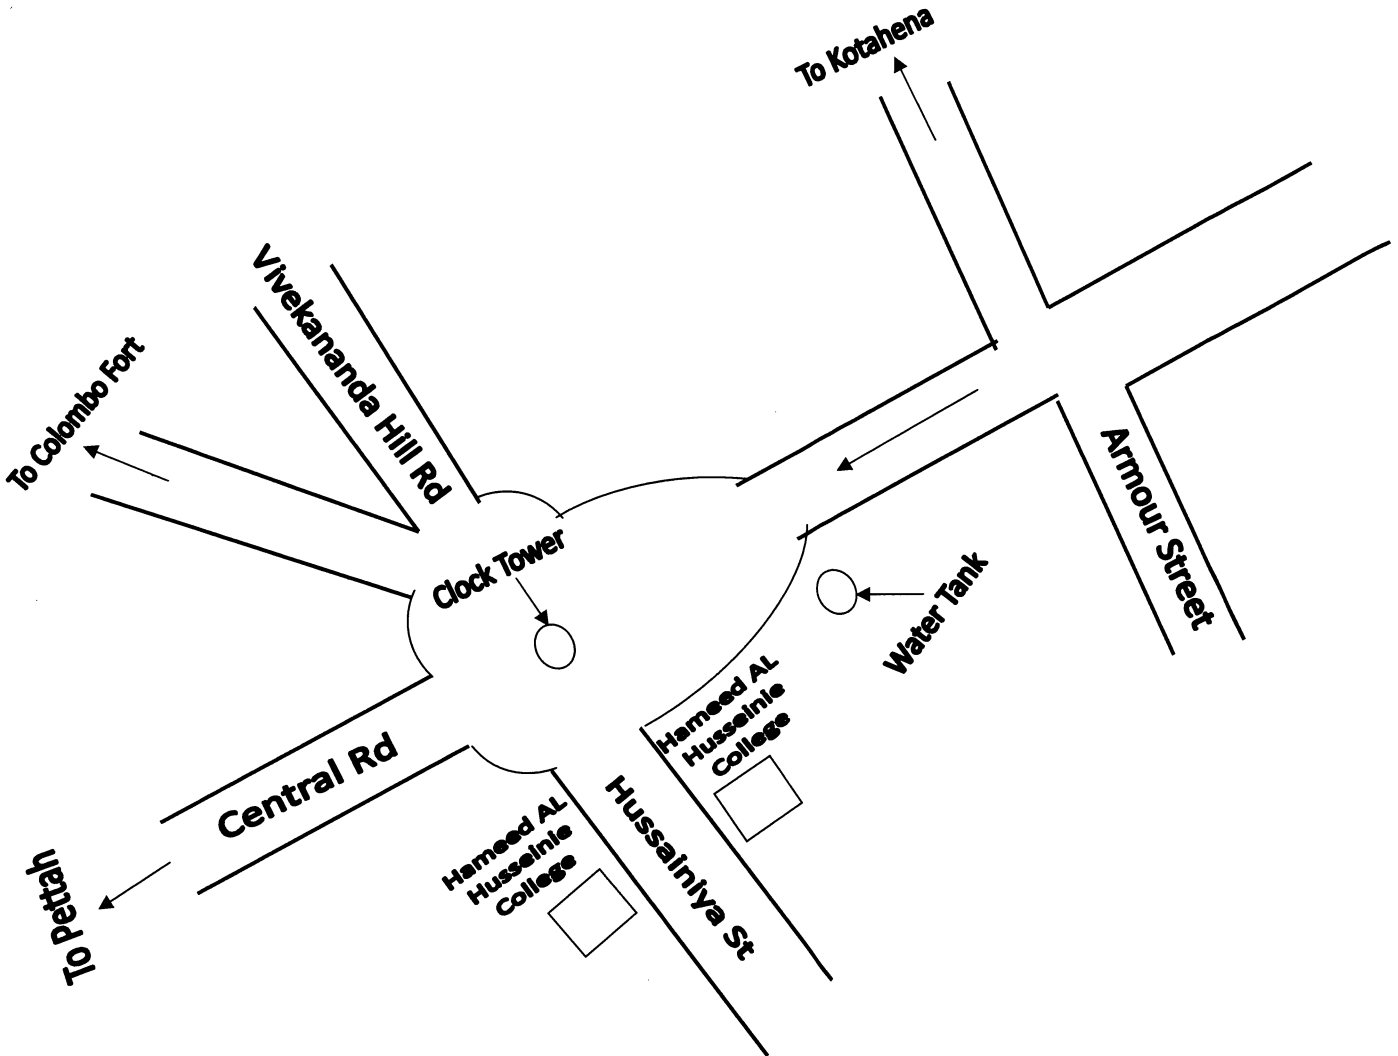 To Kotahena
Vivekananda Hill Rd
To Colombo Fort
Clock Tower
Armour Street
Water Tank
Hameed AL
Husseinie
College
Central Rd
Hussainiya St
Hameed AL
Husseinie
College
To Pettah